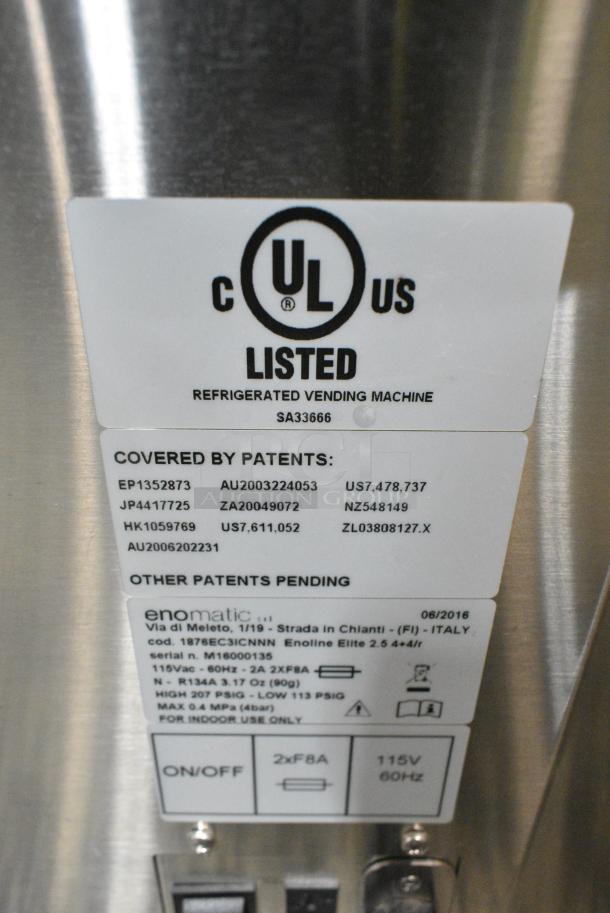 C UL ® US
LISTED
REFRIGERATED VENDING MACHINE
SA33666
COVERED BY PATENTS:
EP1352873 AU2003224053 US7,478,737
JP4417725 ZA20049072 NZ548149
HK1059769 US7,611,052 ZL03808127.X
AU2006202231
OTHER PATENTS PENDING
enomatic srl 06/2016
Via di Meleto, 1/19 - Strada in Chianti - (FI) - ITALY
cod. 1876EC3ICNNN Enoline Elite 2.5 4+4/r
serial n. M16000135
115Vac - 60Hz - 2A 2XF8A
N - R134A 3.17 Oz (90g)
HIGH 207 PSIG - LOW 113 PSIG
MAX 0.4 MPa (4bar)
FOR INDOOR USE ONLY
ON/OFF 2xF8A 115V
60Hz
AUCTION GROUP